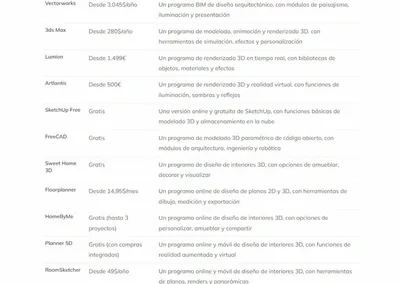 Vectorworks Desde 3.045$/año Un programa BIM de diseño arquitectónico, con módulos de paisajismo,
iluminación y presentación
3ds Max Desde 280$/año Un programa de modelado, animación y renderizado 3D, con
herramientas de simulación, efectos y personalización
Lumion Desde 1.499€ Un programa de renderizado 3D en tiempo real, con bibliotecas de
objetos, materiales y efectos
Artlantis Desde 500€ Un programa de renderizado 3D y realidad virtual, con funciones de
iluminación, sombras y reflejos
SketchUp Free Gratis Una versión online y gratuita de SketchUp, con funciones básicas de
modelado 3D y almacenamiento en la nube
FreeCAD Gratis Un programa de modelado 3D paramétrico de código abierto, con
módulos de arquitectura, ingeniería y robótica
Sweet Home Gratis Un programa de diseño de interiores 3D, con opciones de amueblar,
3D decorar y visualizar
Floorplanner Desde 14,95$/mes Un programa online de diseño de planos 2D y 3D, con herramientas de
dibujo, medición y exportación
HomeByMe Gratis (hasta 3 Un programa online de diseño de interiores 3D, con opciones de
proyectos) personalizar, amueblar y compartir
Planner 5D Gratis (con compras Un programa online y móvil de diseño de interiores 3D, con funciones de
integradas) realidad aumentada y virtual
RoomSketcher Desde 49$/año Un programa online y móvil de diseño de interiores 3D, con herramientas
de planos, renders y panorámicas